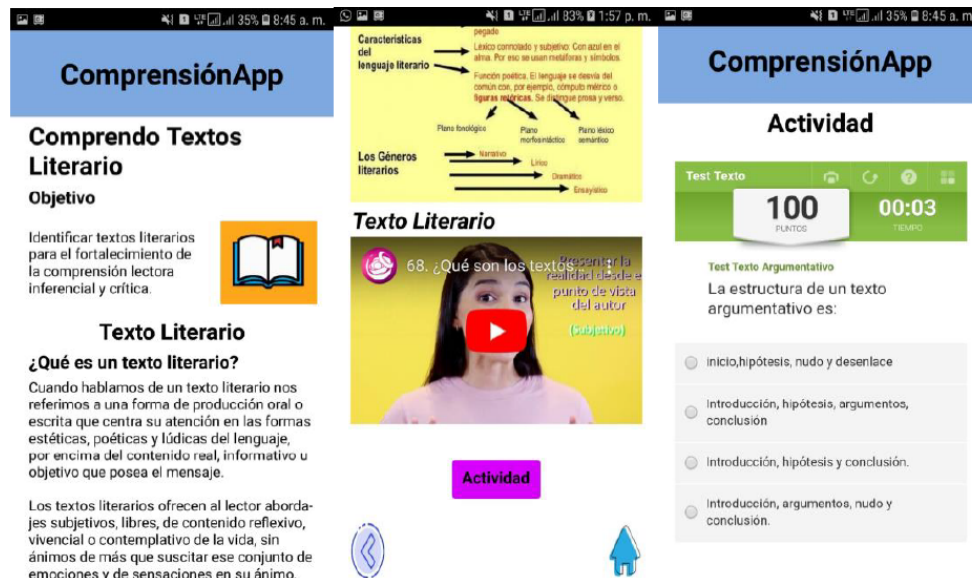 35% 8:45 a. m.
ComprensiónApp
Comprendo Textos
Literario
Objetivo
Identificar textos literarios
para el fortalecimiento de
la comprensión lectora
inferencial y crítica.
Texto Literario
¿Qué es un texto literario?
Cuando hablamos de un texto literario nos
referimos a una forma de producción oral o
escrita que centra su atención en las formas
estéticas, poéticas y lúdicas del lenguaje,
por encima del contenido real, informativo u
objetivo que posea el mensaje.
Los textos literarios ofrecen al lector aborda-
jes subjetivos, libres, de contenido reflexivo,
vivencial o contemplativo de la vida, sin
ánimos de más que suscitar ese conjunto de
emociones y de sensaciones en su ánimo.
83% 1:57 p. m.
pegado
Características
del
lenguaje literario
Léxico connotado y subjetivo: Con azul en el
alma. Por eso se usan metáforas y símbolos.
Función poética. El lenguaje se desvía del
común con, por ejemplo, cómputo métrico o
figuras retóricas. Se distingue prosa y verso.
Plano fonológico
Plano
morfosintáctico
Plano léxico
semántico
Los Géneros
literarios
Narrativo
Lírico
Dramático
Ensayístico
Texto Literario
68. ¿Qué son los textos...
Presentar la
realidad desde e
punto de vista
del autor
(Subjetivo)
Actividad
35% 8:45 a. m
ComprensiónApp
Actividad
Test Texto
100
PUNTOS
00:03
TIEMPO
Test Texto Argumentativo
La estructura de un texto
argumentativo es:
inicio,hipótesis, nudo y desenlace
Introducción, hipótesis, argumentos,
conclusión
Introducción, hipótesis y conclusión.
Introducción, argumentos, nudo y
conclusión.